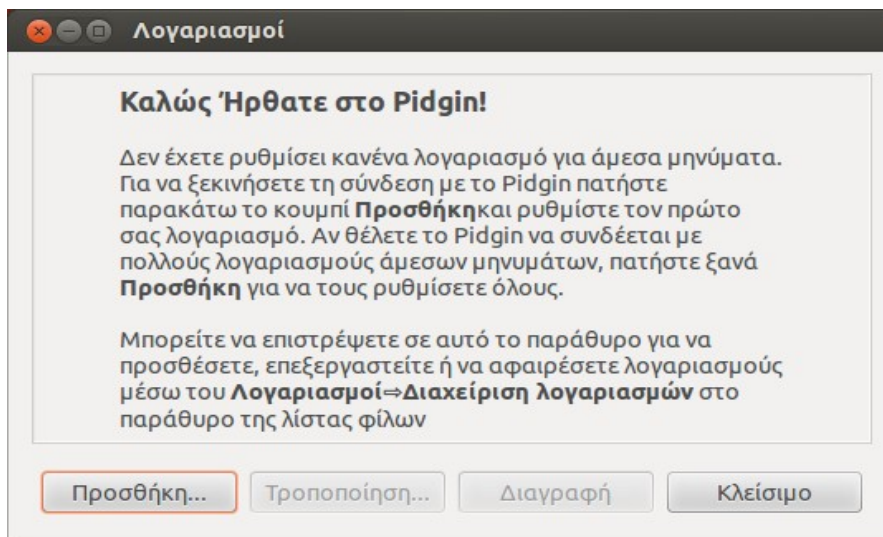 Λογαριασμοί
Καλώς Ήρθατε στο Pidgin!
Δεν έχετε ρυθμίσει κανένα λογαριασμό για άμεσα μηνύματα.
Για να ξεκινήσετε τη σύνδεση με το Pidgin πατήστε
παρακάτω το κουμπί Προσθήκηκαι ρυθμίστε τον πρώτο
σας λογαριασμό. Αν θέλετε το Pidgin να συνδέεται με
πολλούς λογαριασμούς άμεσων μηνυμάτων, πατήστε ξανά
Προσθήκη για να τους ρυθμίσετε όλους.
Μπορείτε να επιστρέψετε σε αυτό το παράθυρο για να
προσθέσετε, επεξεργαστείτε ή να αφαιρέσετε λογαριασμούς
μέσω του Λογαριασμοί⇨Διαχείριση λογαριασμών στο
παράθυρο της λίστας φίλων
Προσθήκη... Τροποποίηση... Διαγραφή Κλείσιμο